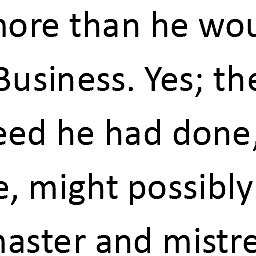 more than he wou
Business. Yes; the
eed he had done,
e, might possibly
master and mistre